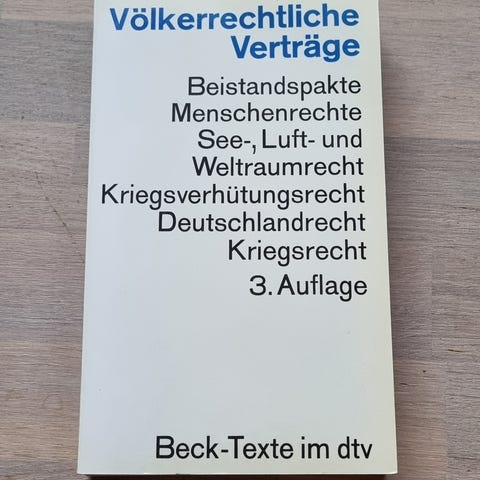 Völkerrechtliche
Verträge
Beistandspakte
Menschenrechte
See-, Luft- und
Weltraumrecht
Kriegsverhütungsrecht
Deutschlandrecht
Kriegsrecht
3. Auflage
Beck-Texte im dtv